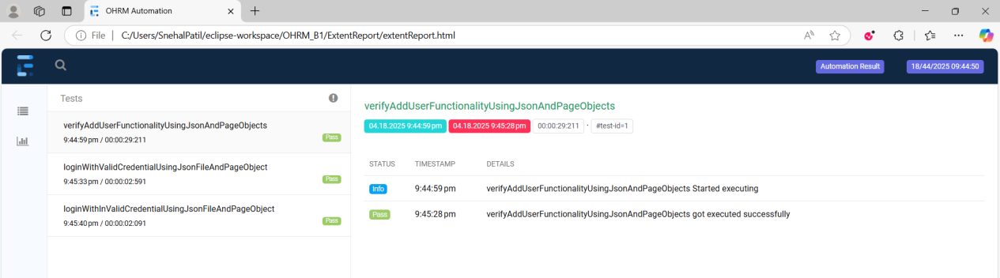 OHRM Automation
File
C:/Users/SnehalPatil/eclipse-workspace/OHRM_B1/ExtentReport/extentReport.html
Automation Result
18/44/2025 09:44:50
Tests
verifyAddUserFunctionalityUsingJsonAndPageObjects
9:44:59 pm / 00:00:29:211
Pass
loginWithValidCredentialUsingJsonFileAndPageObject
9:45:33 pm / 00:00:02:591
Pass
loginWithInValidCredentialUsingJsonFileAndPageObject
9:45:40 pm / 00:00:02:091
Pass
verifyAddUserFunctionalityUsingJsonAndPageObjects
04.18.2025 9:44:59 pm 04.18.2025 9:45:28 pm 00:00:29:211 · #test-id=1
STATUS TIMESTAMP DETAILS
Info 9:44:59 pm verifyAddUserFunctionalityUsingJsonAndPageObjects Started executing
Pass 9:45:28 pm verifyAddUserFunctionalityUsingJsonAndPageObjects got executed successfully